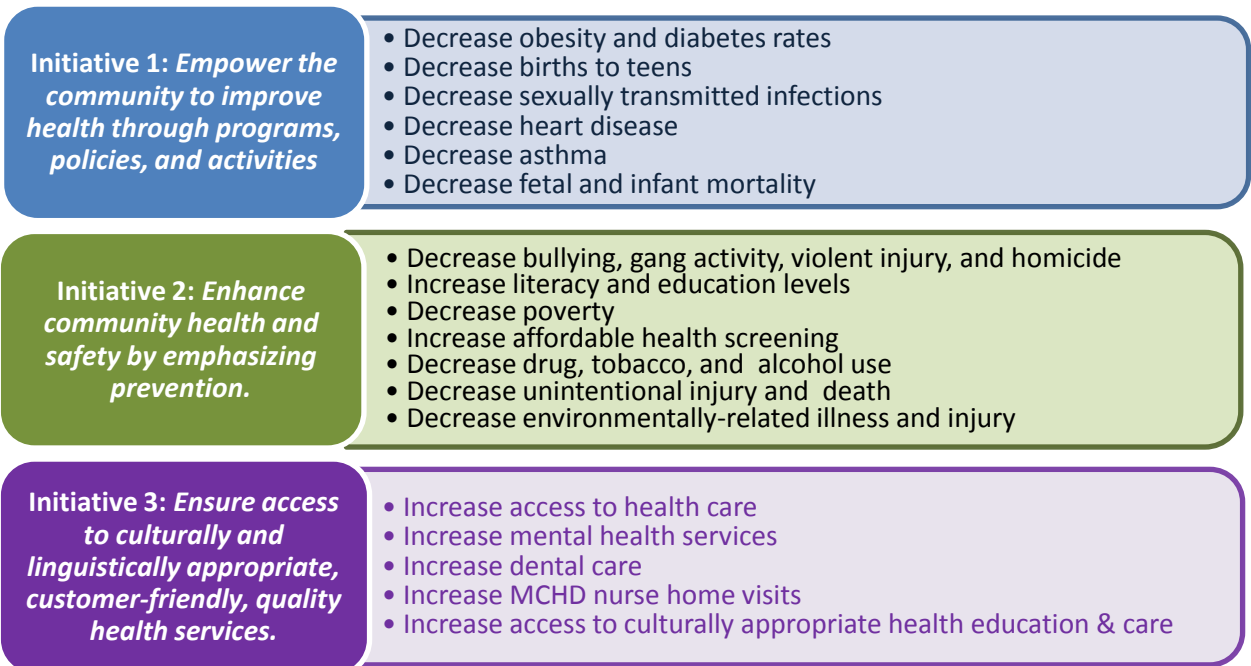 Initiative 1: Empower the
community to improve
health through programs,
policies, and activities
• Decrease obesity and diabetes rates
• Decrease births to teens
• Decrease sexually transmitted infections
• Decrease heart disease
• Decrease asthma
• Decrease fetal and infant mortality
Initiative 2: Enhance
community health and
safety by emphasizing
prevention.
• Decrease bullying, gang activity, violent injury, and homicide
• Increase literacy and education levels
• Decrease poverty
• Increase affordable health screening
• Decrease drug, tobacco, and alcohol use
• Decrease unintentional injury and death
• Decrease environmentally-related illness and injury
Initiative 3: Ensure access
to culturally and
linguistically appropriate,
customer-friendly, quality
health services.
• Increase access to health care
• Increase mental health services
• Increase dental care
• Increase MCHD nurse home visits
• Increase access to culturally appropriate health education & care